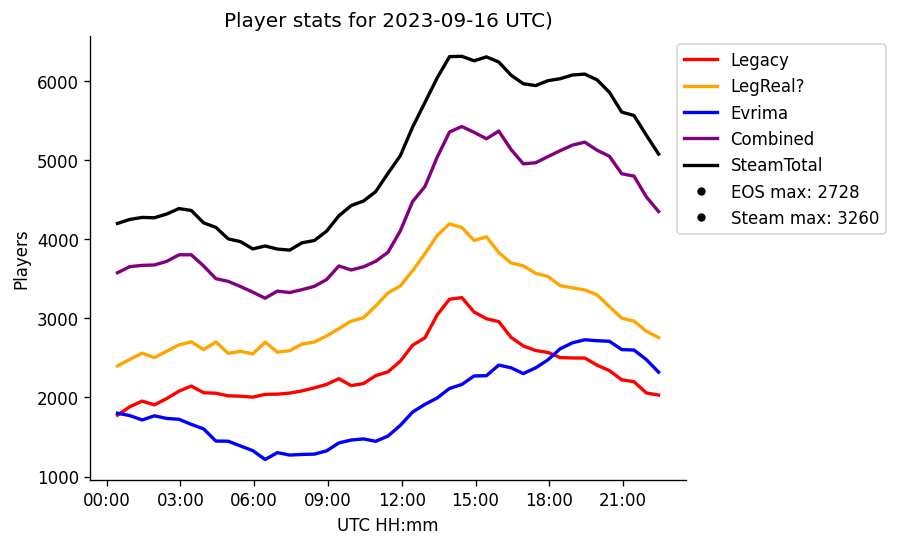 Player stats for 2023-09-16 UTC)
Legacy
LegReal?
Evrima
Combined
SteamTotal
EOS max: 2728
Steam max: 3260
Players
6000
5000
4000
3000
2000
1000
00:00 03:00 06:00 09:00 12:00 15:00 18:00 21:00
UTC HH:mm